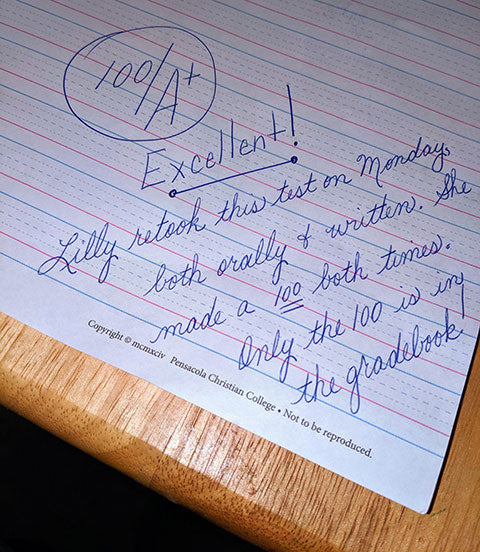 100/A+
Excellent!
Lilly retook this test on Monday,
both orally & written. She
made a 100 both times.
Only the 100 is in
the gradebook.
Copyright © mcmxciv Pensacola Christian College • Not to be reproduced.